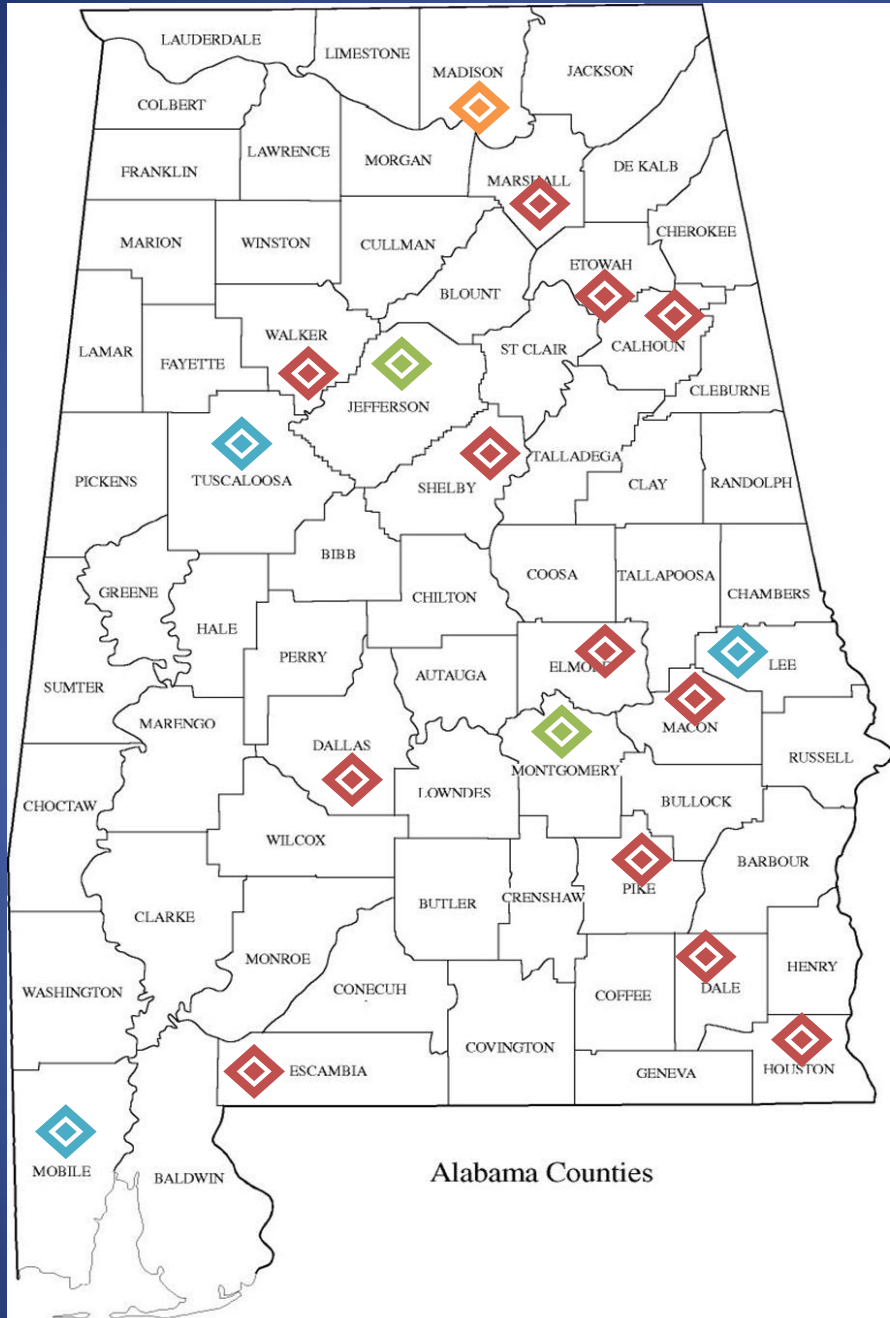 LAUDERDALE
LIMESTONE
MADISON
JACKSON
COLBERT
LAWRENCE
MORGAN
FRANKLIN
MARSHALL
DE KALB
MARION
WINSTON
CULLMAN
CHEROKEE
ETOWAH
BLOUNT
WALKER
ST CLAIR
CALHOUN
LAMAR
FAYETTE
CLEBURNE
JEFFERSON
TALLADEGA
PICKENS
TUSCALOOSA
SHELBY
CLAY
RANDOLPH
BIBB
COOSA
TALLAPOOSA
GREENE
CHILTON
CHAMBERS
HALE
PERRY
ELMORE
LEE
AUTAUGA
SUMTER
MARENGO
MACON
DALLAS
RUSSELL
MONTGOMERY
CHOCTAW
LOWNDES
BULLOCK
WILCOX
BARBOUR
PIKE
CRENSHAW
BUTLER
CLARKE
MONROE
HENRY
CONECUH
COFFEE
DALE
WASHINGTON
COVINGTON
ESCAMBIA
GENEVA
HOUSTON
MOBILE
BALDWIN
Alabama Counties